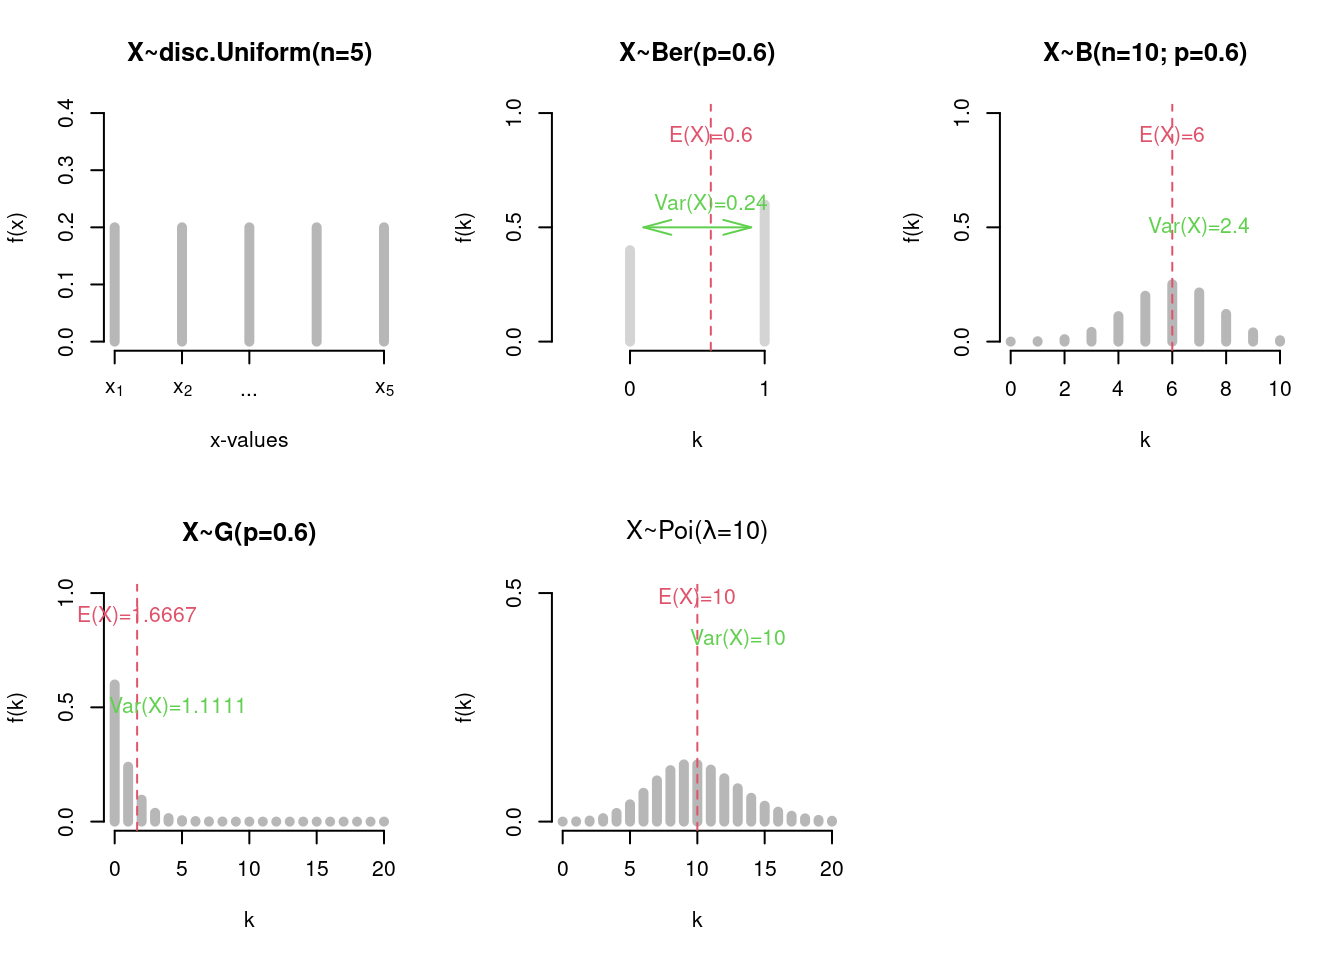 X~disc.Uniform(n=5)
0.4
0.3
0.2
0.1
0.0
f(x)
x1
x2
...
x5
x-values
X~Ber(p=0.6)
1.0
0.5
0.0
f(k)
E(X)=0.6
Var(X)=0.24
0
1
k
X~B(n=10; p=0.6)
1.0
0.5
0.0
f(k)
E(X)=6
Var(X)=2.4
0 2 4 6 8 10
k
X~G(p=0.6)
1.0
0.5
0.0
f(k)
E(X)=1.6667
Var(X)=1.1111
0 5 10 15 20
k
X~Poi(λ=10)
0.5
0.0
f(k)
E(X)=10
Var(X)=10
0 5 10 15 20
k